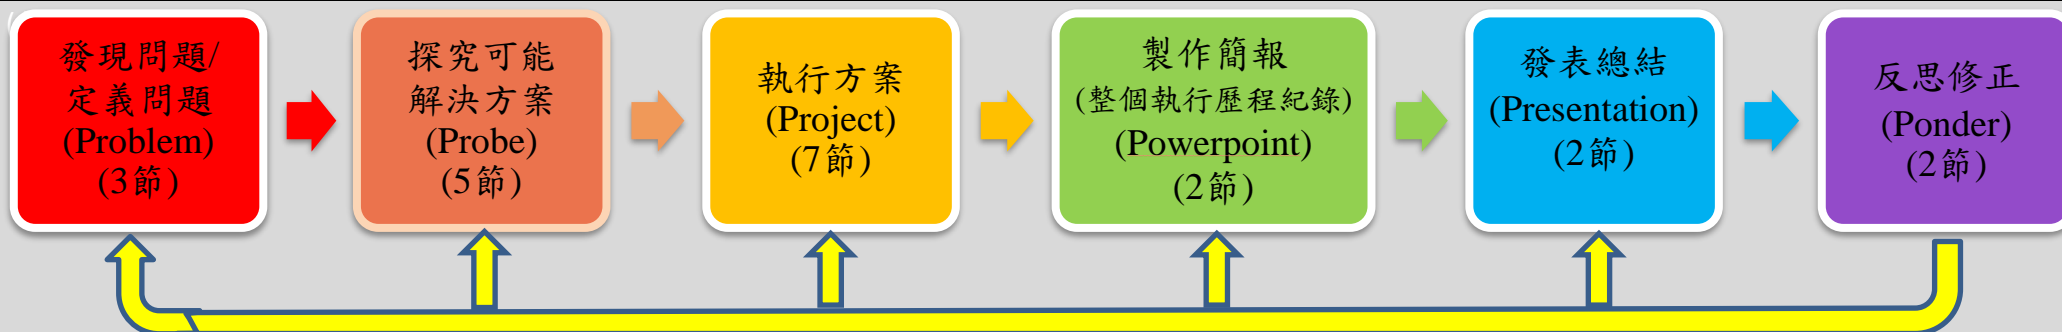 發現問題/
定義問題
(Problem)
(3節)
探究可能
解決方案
(Probe)
(5節)
執行方案
(Project)
(7節)
製作簡報
(整個執行歷程紀錄)
(Powerpoint)
(2節)
發表總結
(Presentation)
(2節)
反思修正
(Ponder)
(2節)